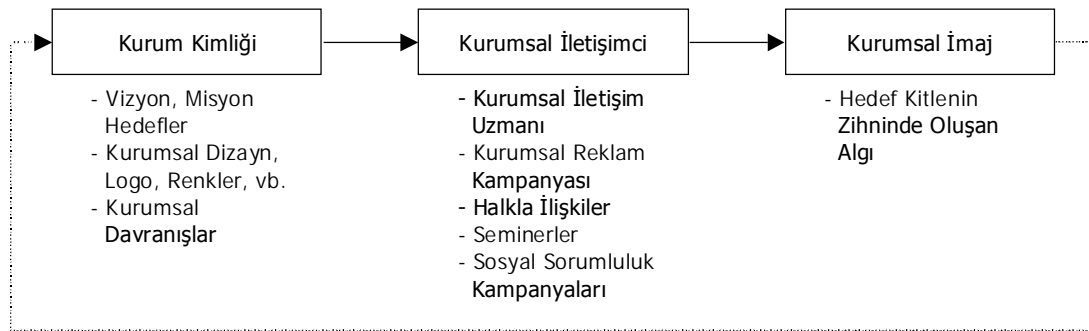 Kurum Kimliği
- Vizyon, Misyon
Hedefler
- Kurumsal Dizayn,
Logo, Renkler, vb.
- Kurumsal
Davranışlar
Kurumsal İletişimci
- Kurumsal İletişim
Uzmanı
- Kurumsal Reklam
Kampanyası
- Halkla İlişkiler
- Seminerler
- Sosyal Sorumluluk
Kampanyaları
Kurumsal İmaj
- Hedef Kitlenin
Zihninde Oluşan
Algı